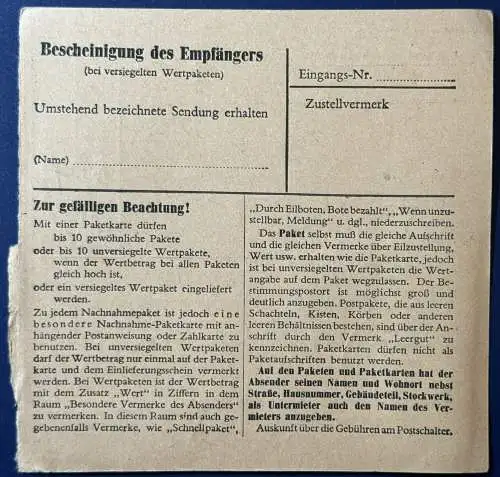 Bescheinigung des Empfängers
(bei versiegelten Wertpaketen)
Umstehend bezeichnete Sendung erhalten
(Name)
Eingangs-Nr.
Zustellvermerk
Zur gefälligen Beachtung!
Mit einer Paketkarte dürfen
bis 10 gewöhnliche Pakete
oder bis 10 unversiegelte Wertpakete,
wenn der Wertbetrag bei allen Paketen
gleich hoch ist,
oder ein versiegeltes Wertpaket eingeliefert
werden.
Zu jedem Nachnahmepaket ist jedoch eine
besondere Nachnahme-Paketkarte mit an-
hängender Postanweisung oder Zahlkarte zu
benutzen. Bei unversiegelten Wertpaketen
darf der Wertbetrag nur einmal auf der Paket-
karte und dem Einlieferungsschein vermerkt
werden. Bei Wertpaketen ist der Wertbetrag
mit dem Zusatz „Wert" in Ziffern in dem
Raum „Besondere Vermerke des Absenders"
zu vermerken. In diesem Raum sind auch ge-
gebenenfalls Vermerke, wie „Schnellpaket",
„Durch Eilboten, Bote bezahlt", „Wenn unzu-
stellbar, Meldung" u. dgl., niederzuschreiben.
Das Paket selbst muß die gleiche Aufschrift
und die gleichen Vermerke über Eilzustellung,
Wert usw. erhalten wie die Paketkarte, jedoch
ist bei unversiegelten Wertpaketen die Wert-
angabe auf dem Paket wegzulassen. Der Be-
stimmungspostort ist möglichst groß und
deutlich anzugeben. Postpakete, die aus leeren
Schachteln, Kisten, Körben oder anderen
leeren Behältnissen bestehen, sind über der An-
schrift durch den Vermerk „Leergut" zu
kennzeichnen. Paketkarten dürfen nicht als
Paketaufschriften benutzt werden.
Auf den Paketen und Paketkarten hat der
Absender seinen Namen und Wohnort nebst
Straße, Hausnummer, Gebäudeteil, Stockwerk,
als Untermieter auch den Namen des Ver-
mieters anzugeben.
Auskunft über die Gebühren am Postschalter.